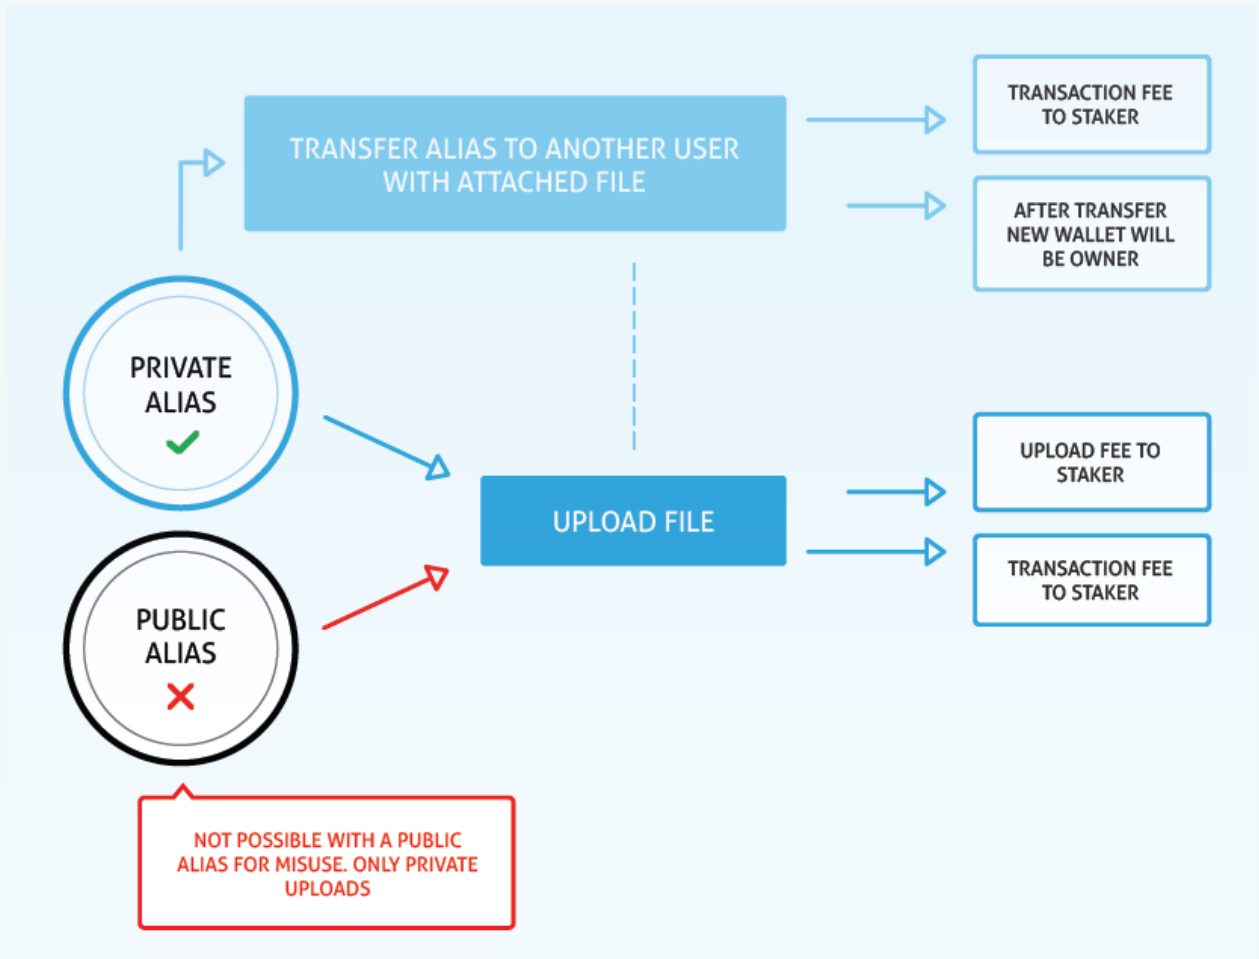 TRANSACTION FEE
TO STAKER
TRANSFER ALIAS TO ANOTHER USER
WITH ATTACHED FILE
AFTER TRANSFER
NEW WALLET WILL
BE OWNER
PRIVATE
ALIAS
UPLOAD FEE TO
STAKER
UPLOAD FILE
TRANSACTION FEE
TO STAKER
PUBLIC
ALIAS
NOT POSSIBLE WITH A PUBLIC
ALIAS FOR MISUSE. ONLY PRIVATE
UPLOADS